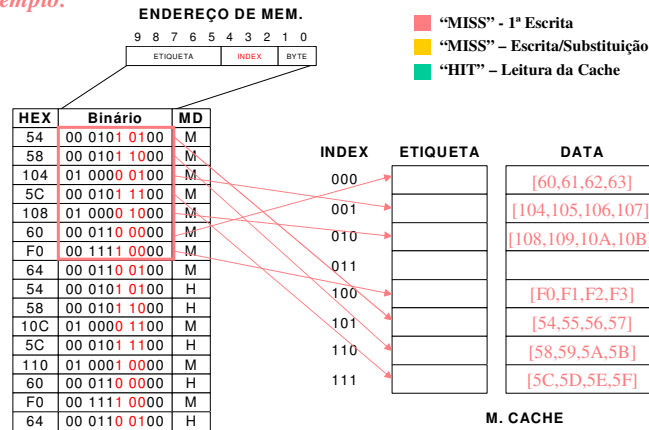 emplo:
ENDEREÇO DE MEM.
9 8 7 6 5 4 3 2 1 0
ETIQUETA INDEX BYTE
“MISS” - 1ª Escrita
“MISS” – Escrita/Substituição
“HIT” – Leitura da Cache
HEX Binário MD
54 00 0101 0100 M
58 00 0101 1000 M
104 01 0000 0100 M
5C 00 0101 1100 M
108 01 0000 1000 M
60 00 0110 0000 M
F0 00 1111 0000 M
64 00 0110 0100 M
54 00 0101 0100 H
58 00 0101 1000 H
10C 01 0000 1100 M
5C 00 0101 1100 H
110 01 0001 0000 M
60 00 0110 0000 H
F0 00 1111 0000 M
64 00 0110 0100 H
INDEX ETIQUETA DATA
000 [60,61,62,63]
001 [104,105,106,107]
010 [108,109,10A,10B]
011
100 [F0,F1,F2,F3]
101 [54,55,56,57]
110 [58,59,5A,5B]
111 [5C,5D,5E,5F]
M. CACHE